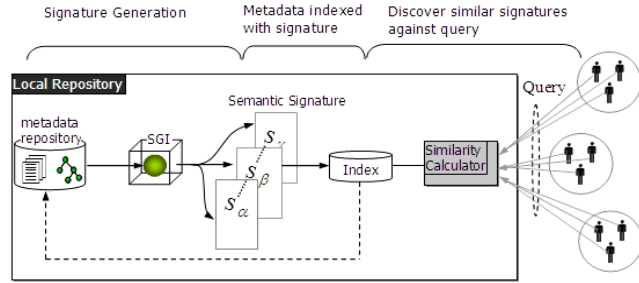 Signature Generation
Metadata indexed
with signature
Discover similar signatures
against query
Local Repository
Query
metadata
repository
SGI
Semantic Signature
S γ
S β
S α
Index
Similarity
Calculator